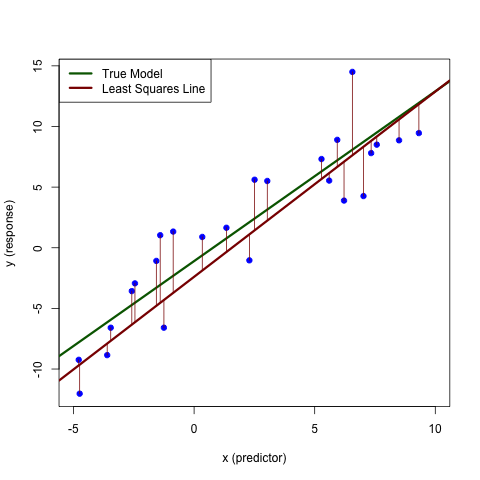 True Model
Least Squares Line
15
10
5
0
-5
-10
y (response)
-5 0 5 10
x (predictor)